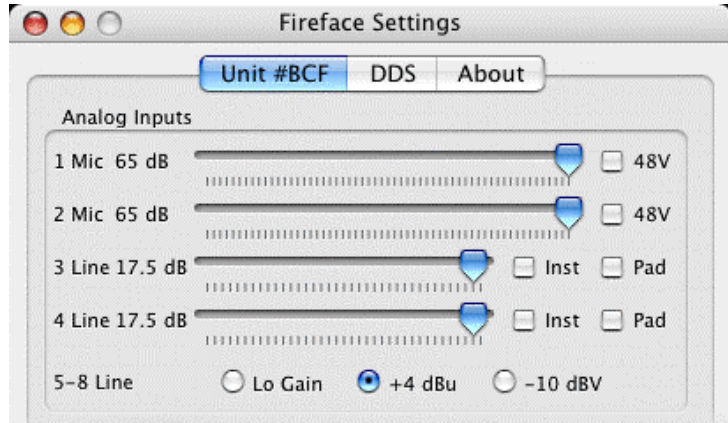 Fireface Settings
Unit #BCF DDS About
Analog Inputs
1 Mic 65 dB 48V
2 Mic 65 dB 48V
3 Line 17.5 dB Inst Pad
4 Line 17.5 dB Inst Pad
5-8 Line Lo Gain +4 dBu -10 dBV